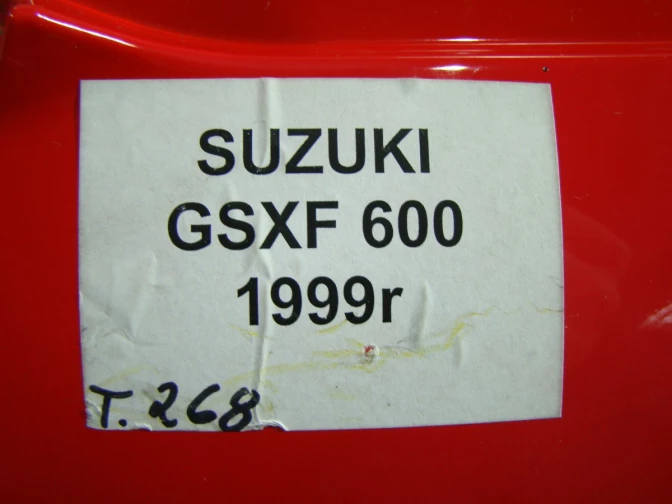 SUZUKI
GSXF 600
1999r
T. 268